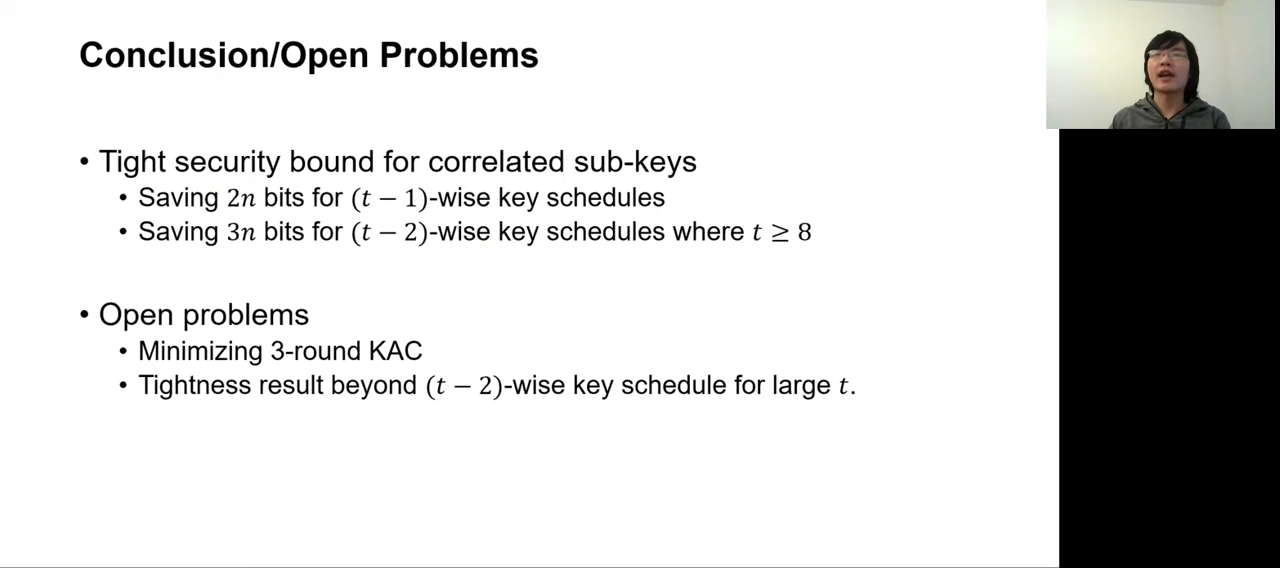 Conclusion/Open Problems
• Tight security bound for correlated sub-keys
• Saving 2n bits for (t − 1)-wise key schedules
• Saving 3n bits for (t − 2)-wise key schedules where t ≥ 8
• Open problems
• Minimizing 3-round KAC
• Tightness result beyond (t − 2)-wise key schedule for large t.